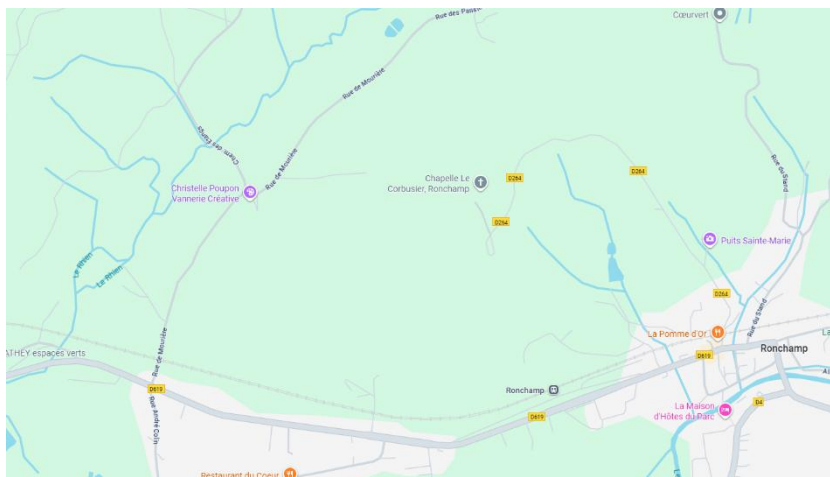 Rue des Panets
Cœurvert
Rue de Mourière
Chem. des Étangs
Rue du Stand
Chapelle Le
Corbusier, Ronchamp
D264
D264
Christelle Poupon
Vannerie Créative
Rue de Mourière
D264
Puits Sainte-Marie
Le Rhien
Le Rhien
D264
Rue du Stand
La Pomme d'Or
Rue de Mourière
ATHEY espaces verts
D619
Ronchamp
D619
Ronchamp
Rue André Colin
D619
La Maison
d'Hôtes du Parc
D4
Restaurant du Coeur